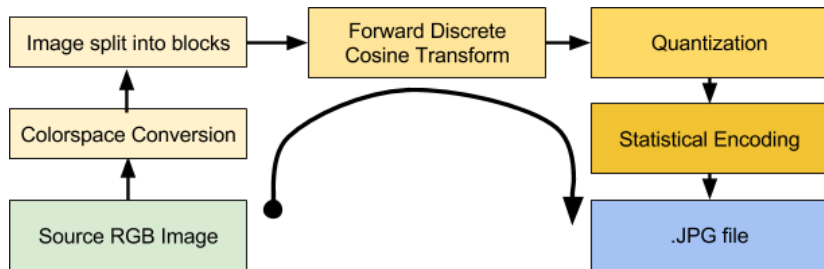 Image split into blocks
Forward Discrete
Cosine Transform
Quantization
Colorspace Conversion
Statistical Encoding
Source RGB Image
.JPG file